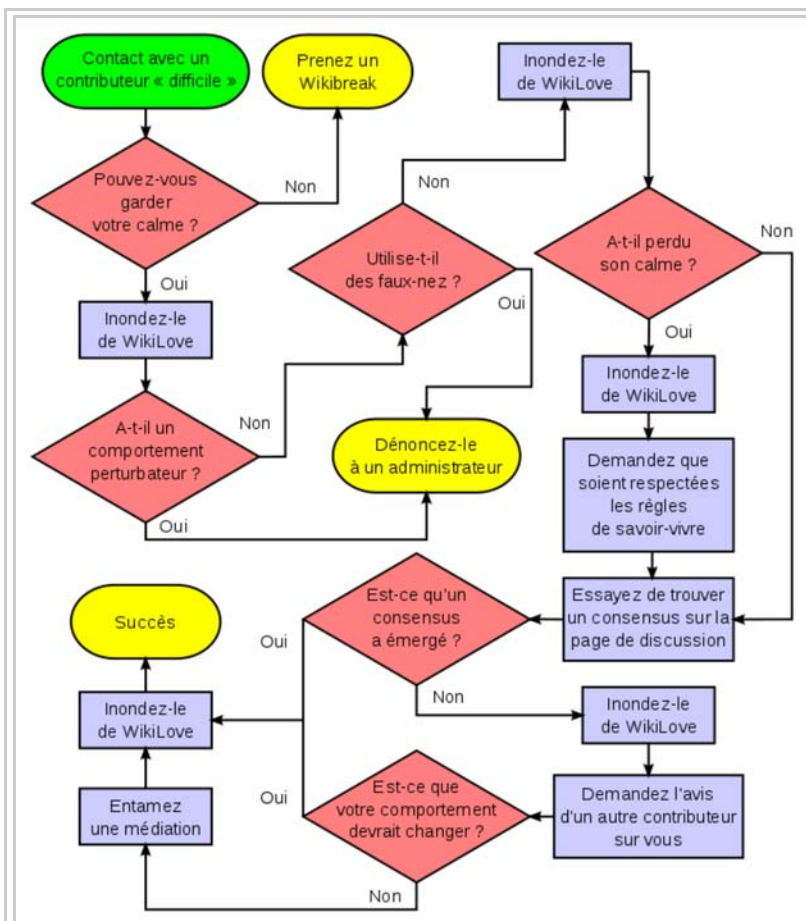 Contact avec un
contributeur « difficile »
Prenez un
Wikibreak
Inondez-le
de WikiLove
Pouvez-vous
garder
votre calme ?
Non
Non
Utilise-t-il
des faux-nez ?
A-t-il perdu
son calme ?
Non
Oui
Oui
Oui
Inondez-le
de WikiLove
Inondez-le
de WikiLove
A-t-il un
comportement
perturbateur ?
Non
Dénoncez-le
à un administrateur
Demandez que
soient respectées
les règles
de savoir-vivre
Oui
Est-ce qu'un
consensus
a émergé ?
Essayez de trouver
un consensus sur la
page de discussion
Succès
Oui
Non
Inondez-le
de WikiLove
Inondez-le
de WikiLove
Est-ce que
votre comportement
devrait changer ?
Oui
Entamez
une médiation
Demandez l'avis
d'un autre contributeur
sur vous
Non